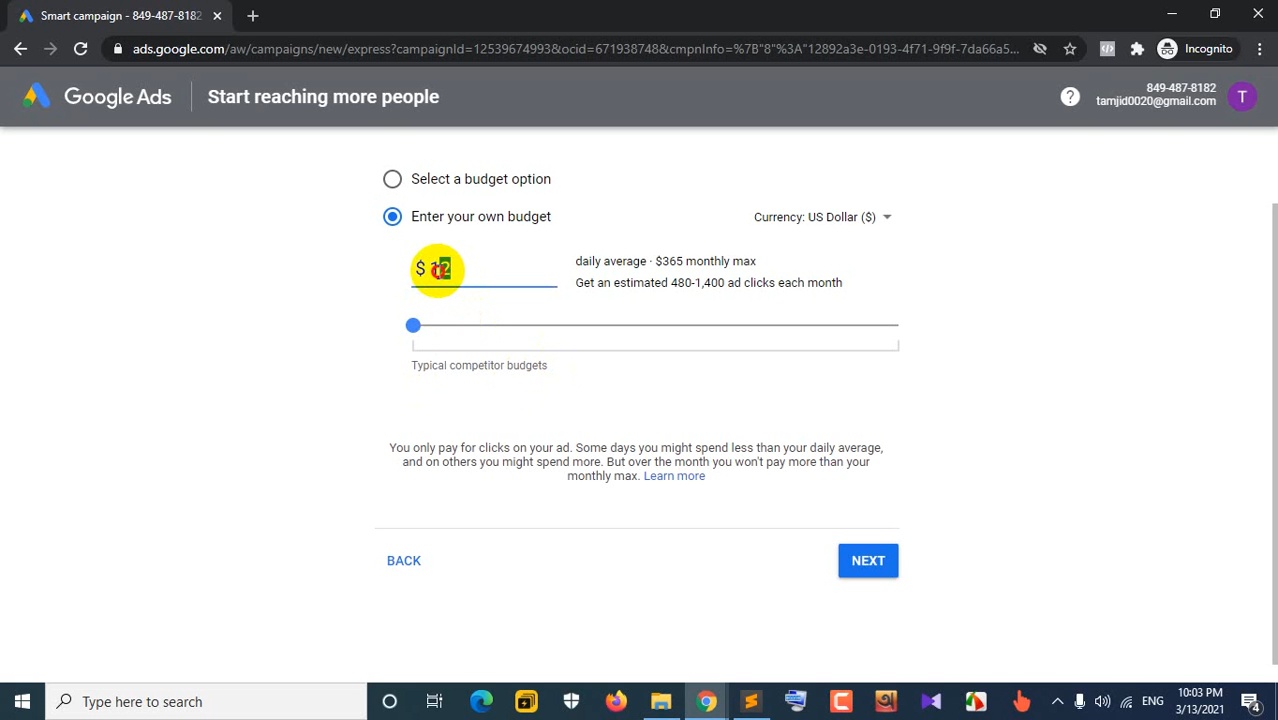 Smart campaign - 849-487-8182
ads.google.com/aw/campaigns/new/express?campaignId=12539674993&ocid=671938748&cmpnInfo=%7B"8"%3A"12892a3e-0193-4f71-9f9f-7da66a5...
Incognito
Google Ads
Start reaching more people
849-487-8182
tamjid0020@gmail.com
T
Select a budget option
Enter your own budget
Currency: US Dollar ($)
$ 12
daily average · $365 monthly max
Get an estimated 480-1,400 ad clicks each month
Typical competitor budgets
You only pay for clicks on your ad. Some days you might spend less than your daily average,
and on others you might spend more. But over the month you won't pay more than your
monthly max. Learn more
BACK
NEXT
Type here to search
ENG
10:03 PM
3/13/2021
4